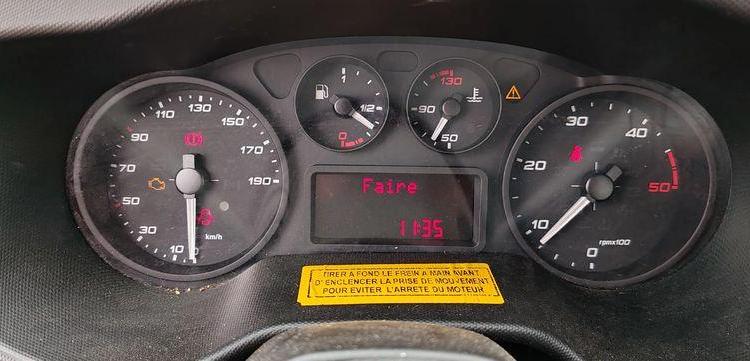 110 130 150
90 170
70 190
50
30
10 0
km/h
1
1/2
0
130
90
50
30 40
20 50
10
0 rpmx100
Faire
11:35
TIRER A FOND LE FREIN A MAIN AVANT
D'ENCLENCER LA PRISE DE MOUVEMENT
POUR EVITER L'ARRETE DU MOTEUR